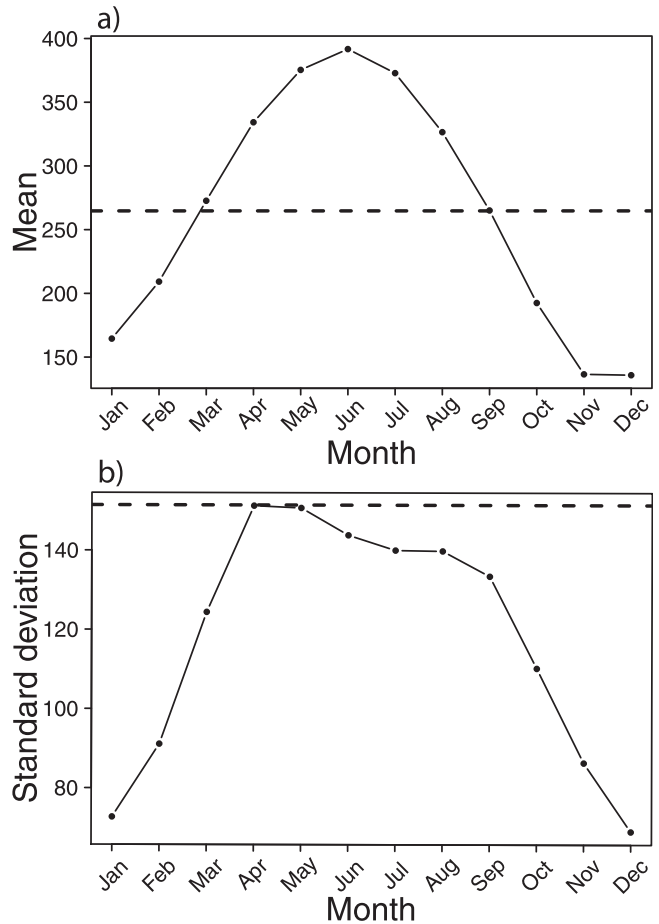 a)
400
350
300
250
200
150
Mean
Jan Feb Mar Apr May Jun Jul Aug Sep Oct Nov Dec
Month
b)
140
120
100
80
Standard deviation
Jan Feb Mar Apr May Jun Jul Aug Sep Oct Nov Dec
Month